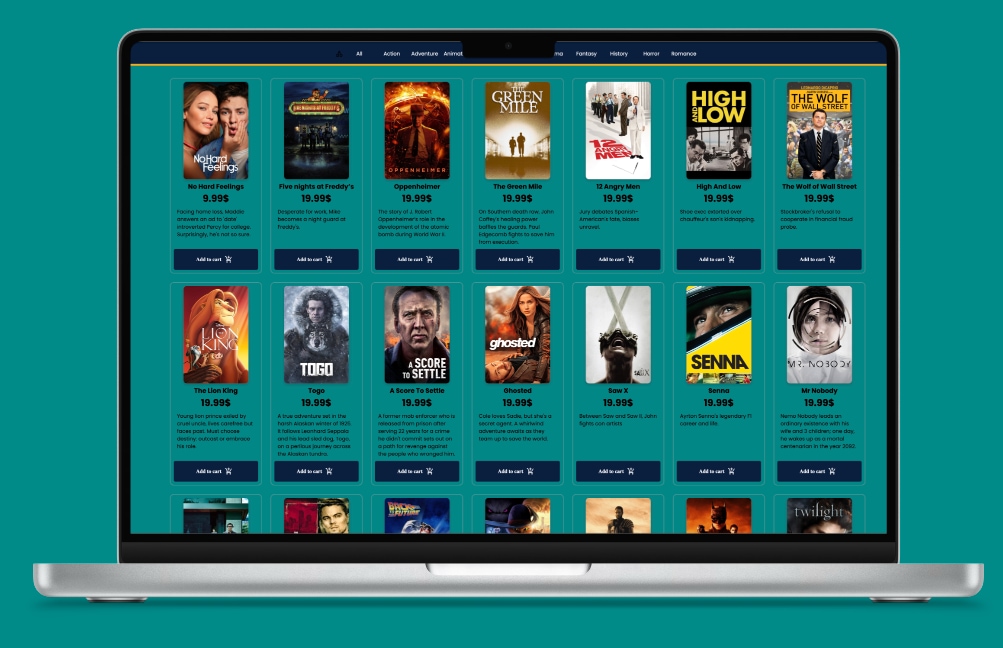 All Action Adventure Animat ma Fantasy History Horror Romance
No Hard
Feelings
FIVE NIGHTS AT FREDDY'S
OPPENHEIMER
THE
GREEN
MILE
12
ANGRY
MEN
HIGH
AND
LOW
LEONARDO DICAPRIO
THE WOLF
OF WALL STREET
No Hard Feelings
9.99$
Facing home loss, Maddie
answers an ad to 'date'
introverted Percy for college.
Surprisingly, he's not so sure.
Add to cart
Five nights at Freddy's
19.99$
Desperate for work, Mike
becomes a night guard at
Freddy's.
Add to cart
Oppenheimer
19.99$
The story of J. Robert
Oppenheimer's role in the
development of the atomic
bomb during World War II.
Add to cart
The Green Mile
19.99$
On Southern death row, John
Coffey's healing power
baffles the guards. Paul
Edgecomb fights to save him
from execution.
Add to cart
12 Angry Men
19.99$
Jury debates Spanish-
American's fate, biases
unravel.
Add to cart
High And Low
19.99$
Shoe exec extorted over
chauffeur son's kidnapping.
Add to cart
The Wolf of Wall Street
19.99$
Stockbroker's refusal to
cooperate in financial fraud
probe.
Add to cart
THE
LION
KING
TOGO
A SCORE
TO SETTLE
ghosted
SAW X
SENNA
MR. NOBODY
The Lion King
19.99$
Young lion prince exiled by
cruel uncle, lives carefree but
faces past. Must choose
destiny: outcast or embrace
his role.
Add to cart
Togo
19.99$
A true adventure set in the
harsh Alaskan winter of 1925.
It follows Leonhard Seppala
and his lead sled dog, Togo,
on a perilous journey across
the Alaskan tundra.
Add to cart
A Score To Settle
19.99$
A former mob enforcer who is
released from prison after
serving 22 years for a crime
he didn't commit sets out on
a path for revenge against
the people who wronged him.
Add to cart
Ghosted
19.99$
Cole loves Sadie, but she's a
secret agent. A whirlwind
adventure awaits as they
team up to save the world.
Add to cart
Saw X
19.99$
Between Saw and Saw II, John
fights con artists
Add to cart
Senna
19.99$
Ayrton Senna's legendary F1
career and life.
Add to cart
Mr Nobody
19.99$
Nemo Nobody leads an
ordinary existence with his
wife and 3 children; one day,
he wakes up as a mortal
centenarian in the year 2092.
Add to cart
BACK
TO THE
FUTURE
twilight